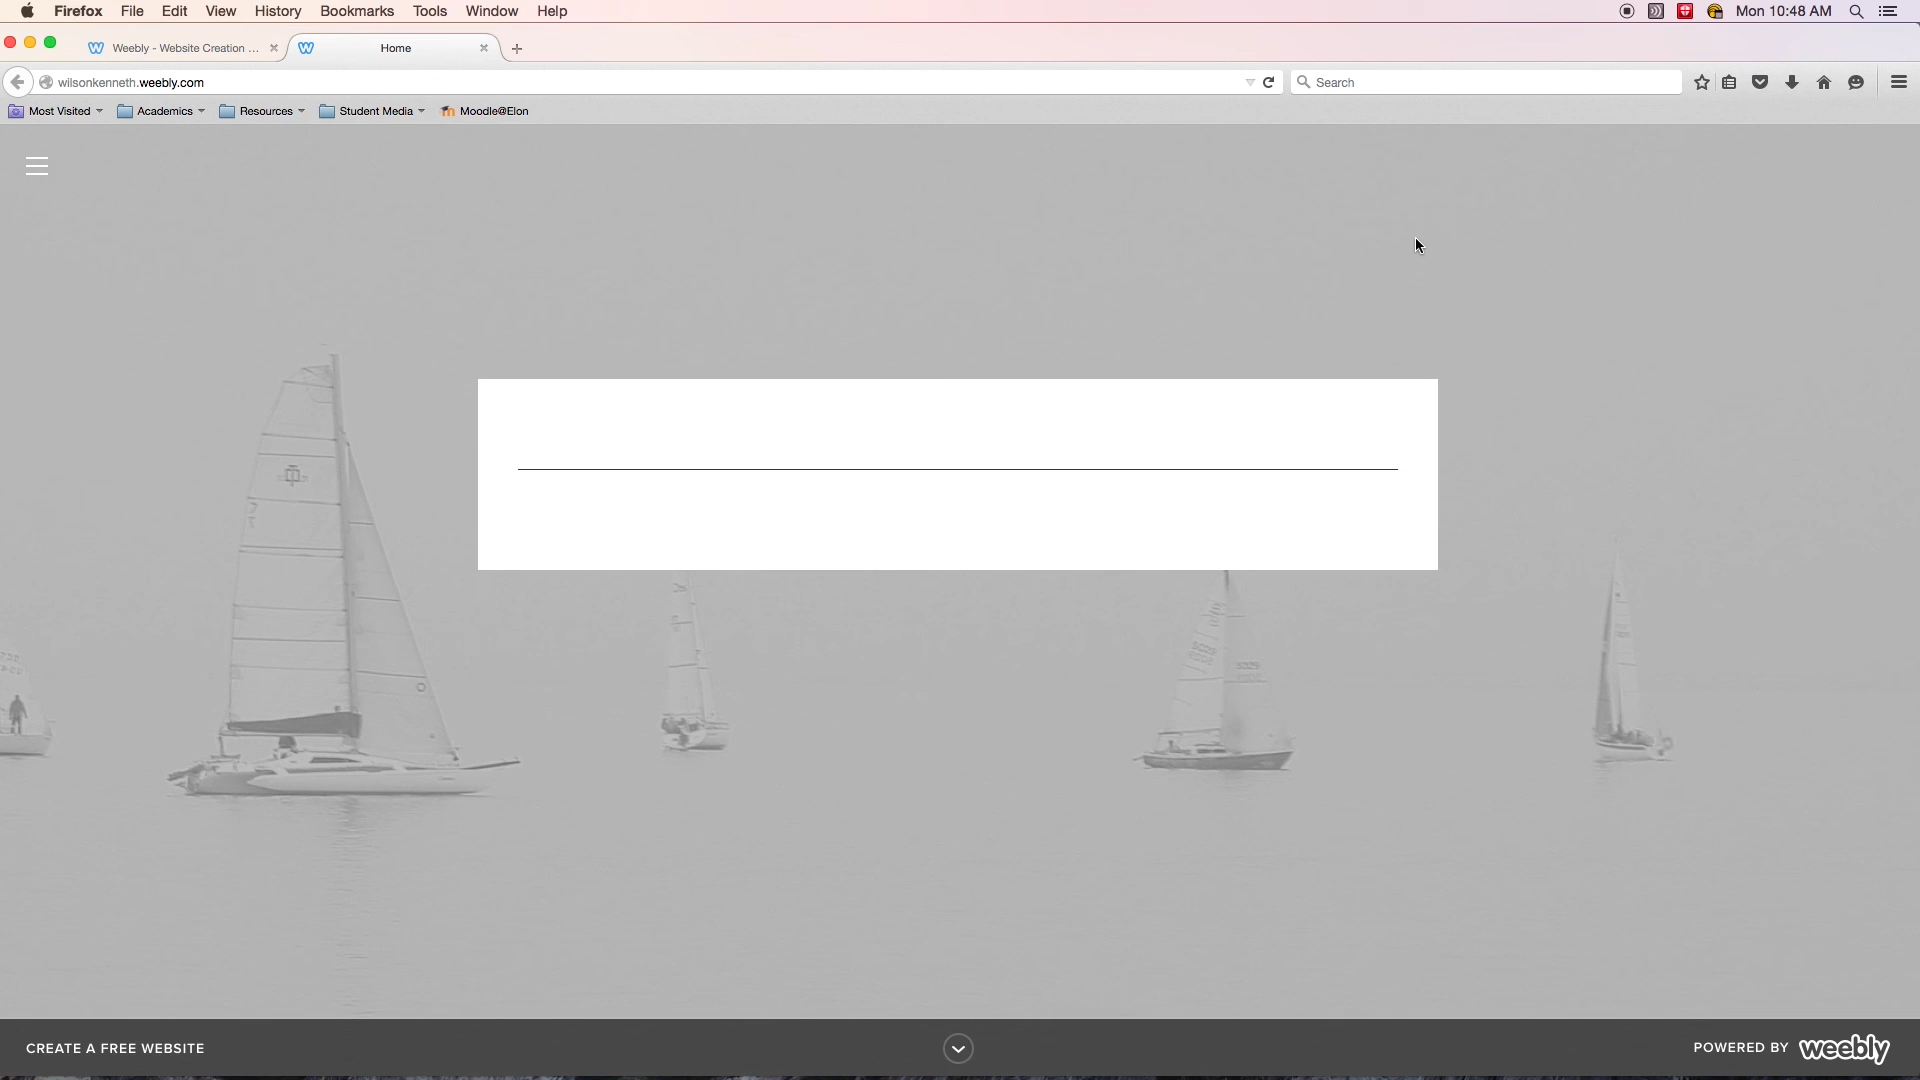 Firefox File Edit View History Bookmarks Tools Window Help Mon 10:48 AM
Weebly - Website Creation ... Home
wilsonkenneth.weebly.com Search
Most Visited Academics Resources Student Media Moodle@Elon
CREATE A FREE WEBSITE POWERED BY weebly